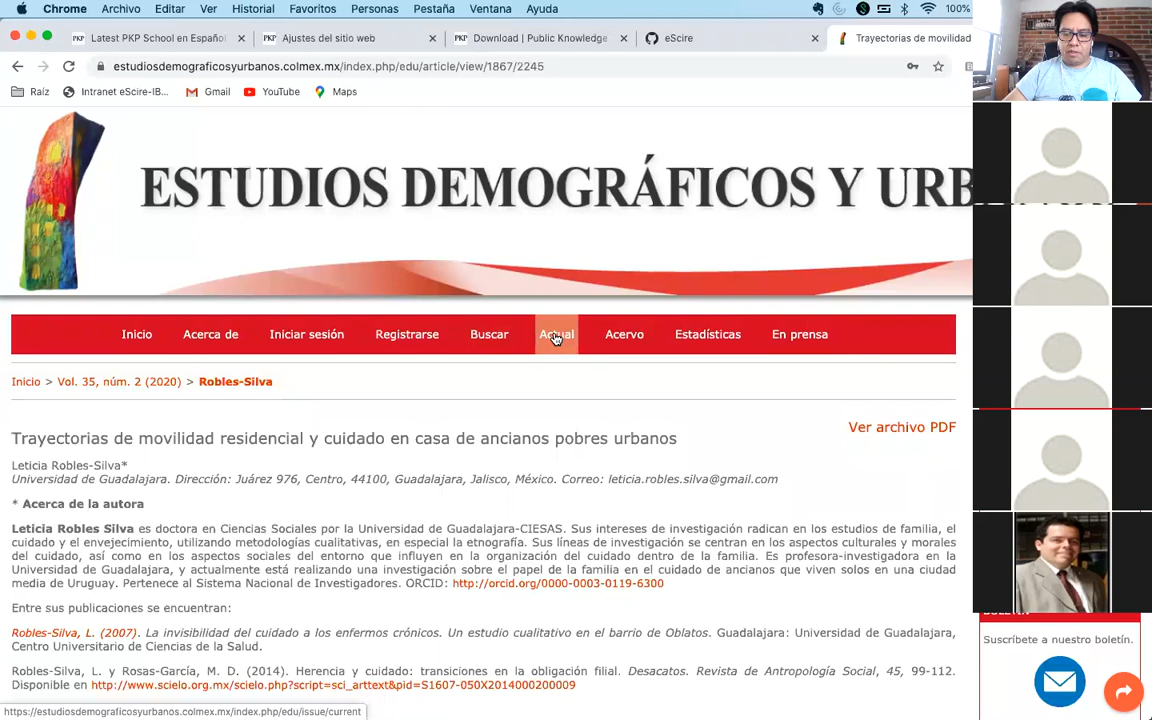 Chrome Archivo Editar Ver Historial Favoritos Personas Pestaña Ventana Ayuda 100%
PKP Latest PKP School en Español PKP Ajustes del sitio web PKP Download | Public Knowledge eScire Trayectorias de movilidad
estudiosdemograficosyurbanos.colmex.mx/index.php/edu/article/view/1867/2245
Raíz Intranet eScire-IB... Gmail YouTube Maps
ESTUDIOS DEMOGRÁFICOS Y URB
Inicio Acerca de Iniciar sesión Registrarse Buscar Actual Acervo Estadísticas En prensa
Inicio > Vol. 35, núm. 2 (2020) > Robles-Silva
Ver archivo PDF
Trayectorias de movilidad residencial y cuidado en casa de ancianos pobres urbanos
Leticia Robles-Silva*
Universidad de Guadalajara. Dirección: Juárez 976, Centro, 44100, Guadalajara, Jalisco, México. Correo: leticia.robles.silva@gmail.com
* Acerca de la autora
Leticia Robles Silva es doctora en Ciencias Sociales por la Universidad de Guadalajara-CIESAS. Sus intereses de investigación radican en los estudios de familia, el
cuidado y el envejecimiento, utilizando metodologías cualitativas, en especial la etnografía. Sus líneas de investigación se centran en los aspectos culturales y morales
del cuidado, así como en los aspectos sociales del entorno que influyen en la organización del cuidado dentro de la familia. Es profesora-investigadora en la
Universidad de Guadalajara, y actualmente está realizando una investigación sobre el papel de la familia en el cuidado de ancianos que viven solos en una ciudad
media de Uruguay. Pertenece al Sistema Nacional de Investigadores. ORCID: http://orcid.org/0000-0003-0119-6300
Entre sus publicaciones se encuentran:
Robles-Silva, L. (2007). La invisibilidad del cuidado a los enfermos crónicos. Un estudio cualitativo en el barrio de Oblatos. Guadalajara: Universidad de Guadalajara,
Centro Universitario de Ciencias de la Salud.
Robles-Silva, L. y Rosas-García, M. D. (2014). Herencia y cuidado: transiciones en la obligación filial. Desacatos. Revista de Antropología Social, 45, 99-112.
Disponible en http://www.scielo.org.mx/scielo.php?script=sci_arttext&pid=S1607-050X2014000200009
BOLETÍN
Suscríbete a nuestro boletín.
https://estudiosdemograficosyurbanos.colmex.mx/index.php/edu/issue/current